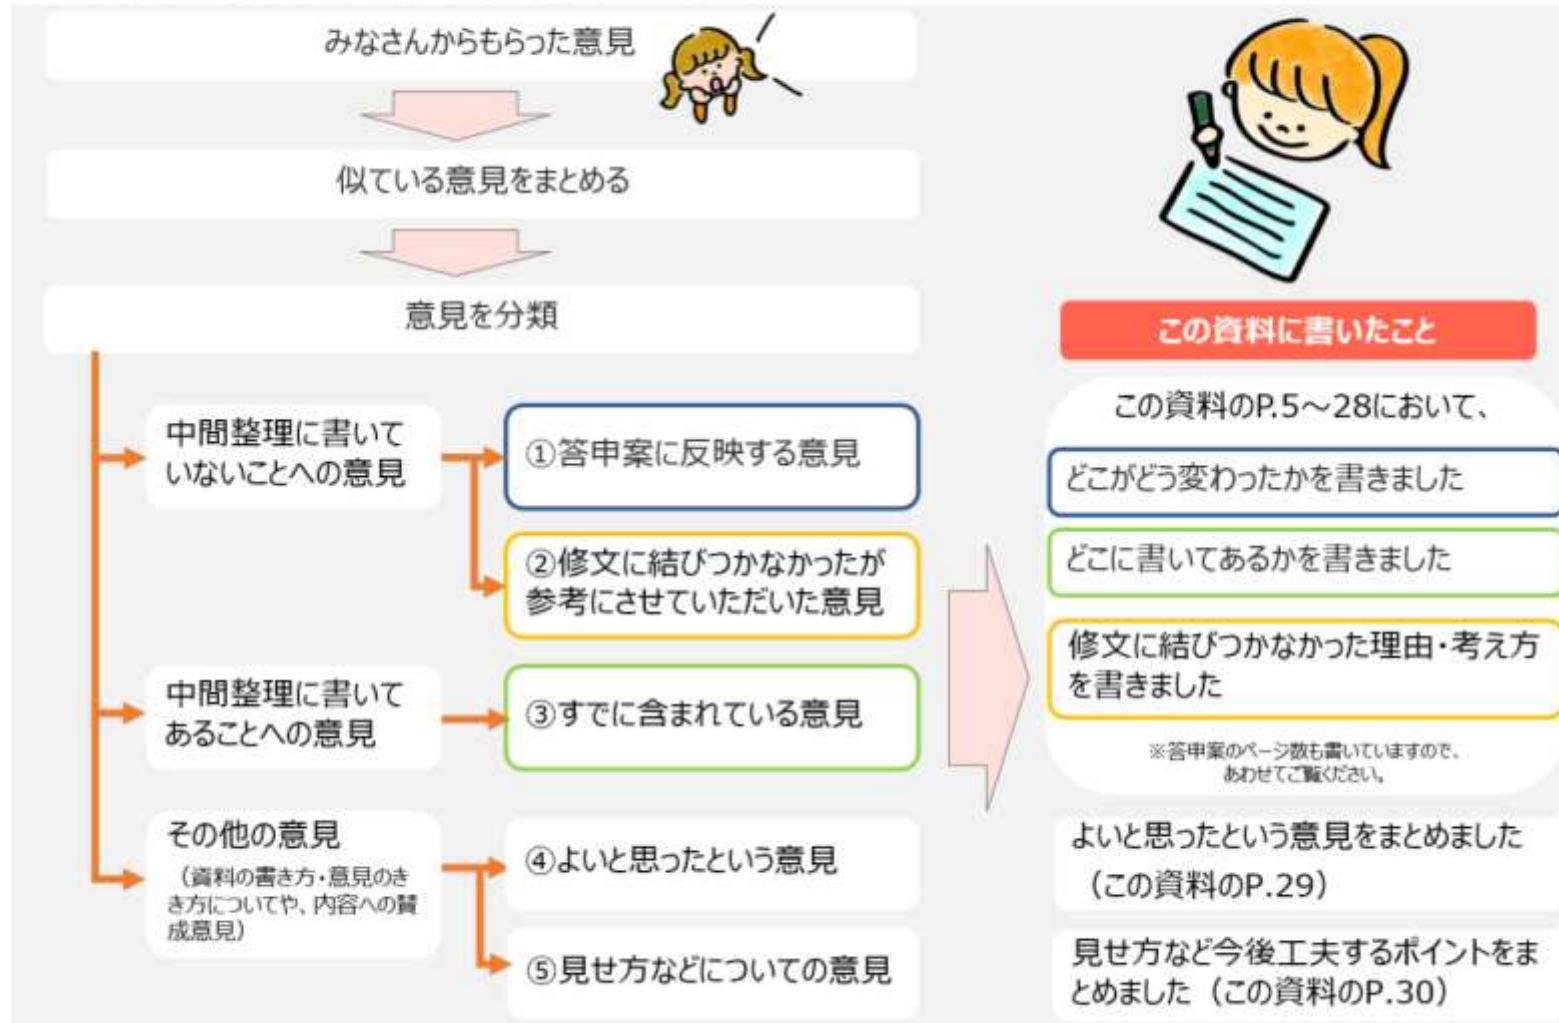 みなさんからもらった意見
似ている意見をまとめる
意見を分類
中間整理に書いて
いないことへの意見
①答申案に反映する意見
②修文に結びつかなかったが
参考にさせていただいた意見
中間整理に書いて
あることへの意見
③すでに含まれている意見
その他の意見
（資料の書き方・意見のき
き方についてや、内容への賛
成意見）
④よいと思ったという意見
⑤見せ方などについての意見
この資料に書いたこと
この資料のP.5～28において、
どこがどう変わったかを書きました
どこに書いてあるかを書きました
修文に結びつかなかった理由・考え方
を書きました
※答申案のページ数も書いていますので、
あわせてご覧ください。
よいと思ったという意見をまとめました
（この資料のP.29）
見せ方など今後工夫するポイントをま
とめました（この資料のP.30）